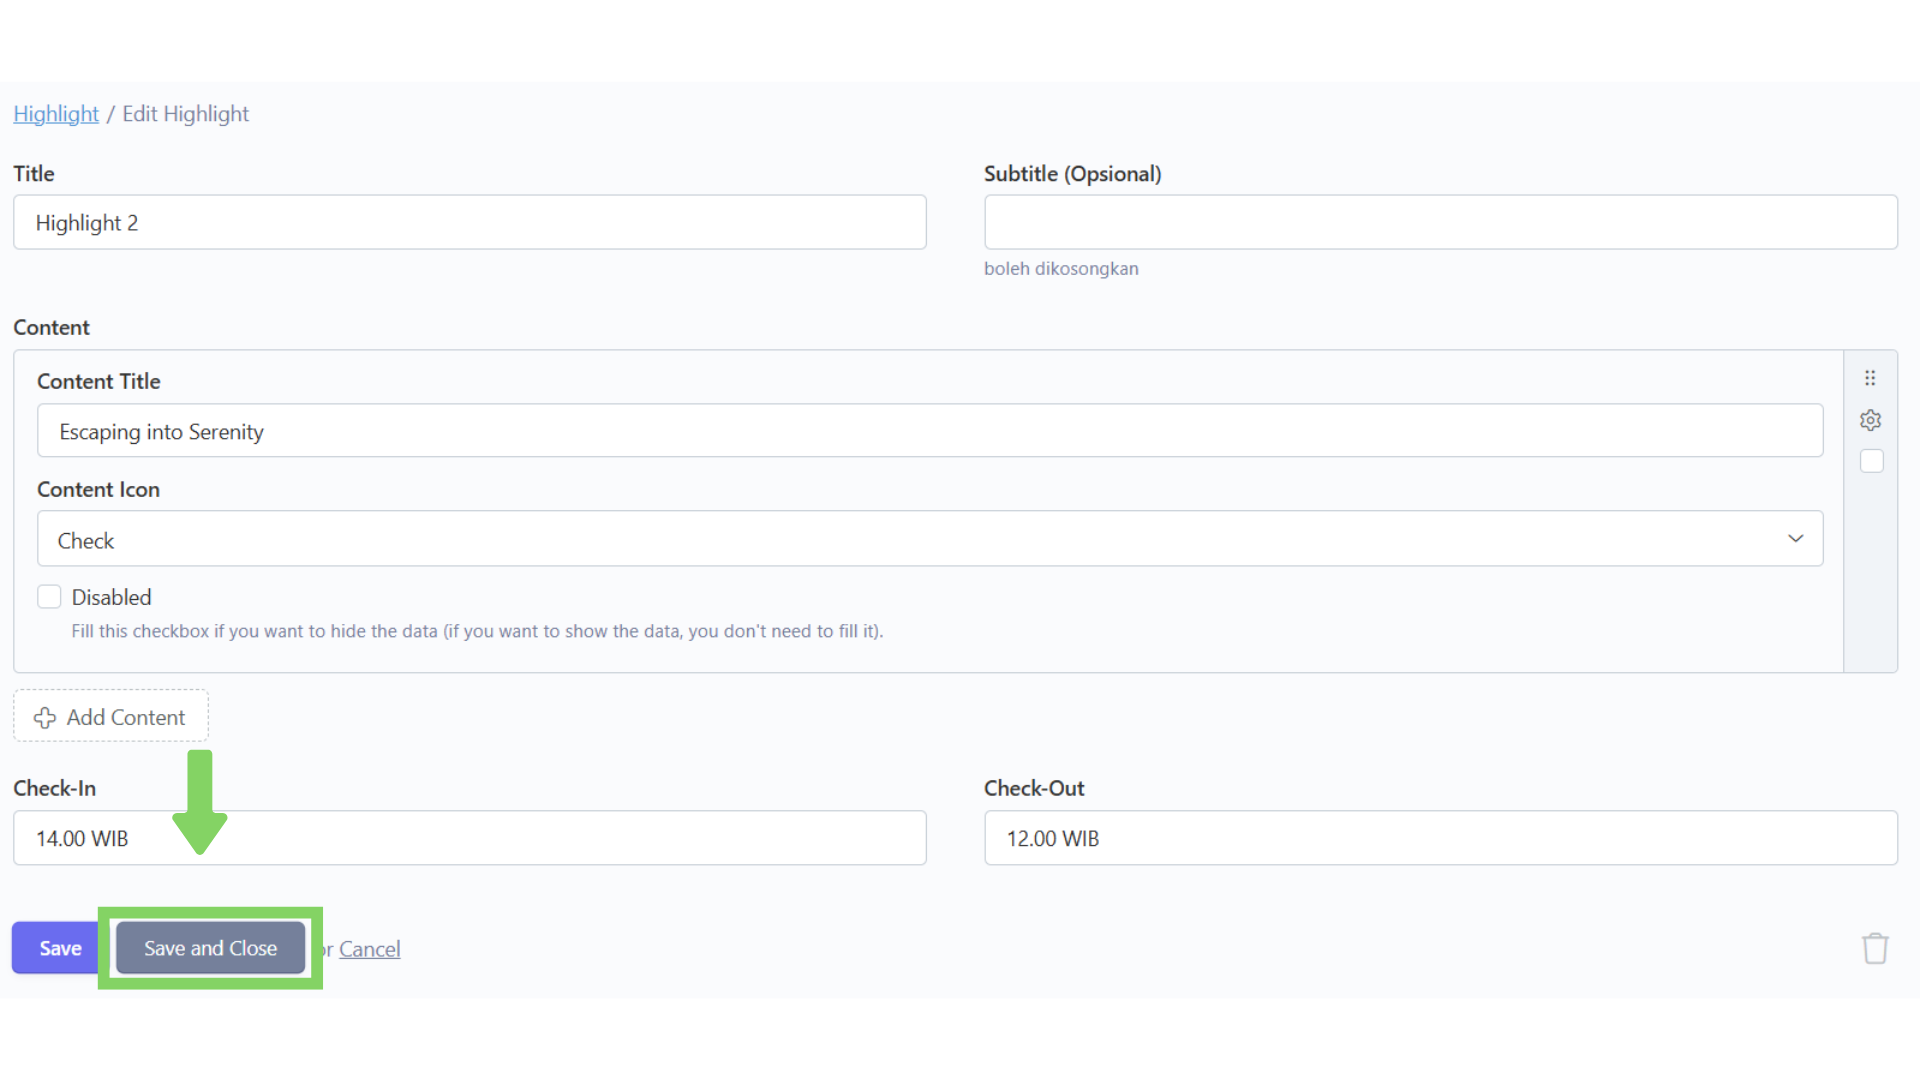 Highlight / Edit Highlight
Title
Subtitle (Opsional)
Highlight 2
boleh dikosongkan
Content
Content Title
Escaping into Serenity
Content Icon
Check
Disabled
Fill this checkbox if you want to hide the data (if you want to show the data, you don't need to fill it).
Add Content
Check-In
Check-Out
14.00 WIB
12.00 WIB
Save
Save and Close
Cancel